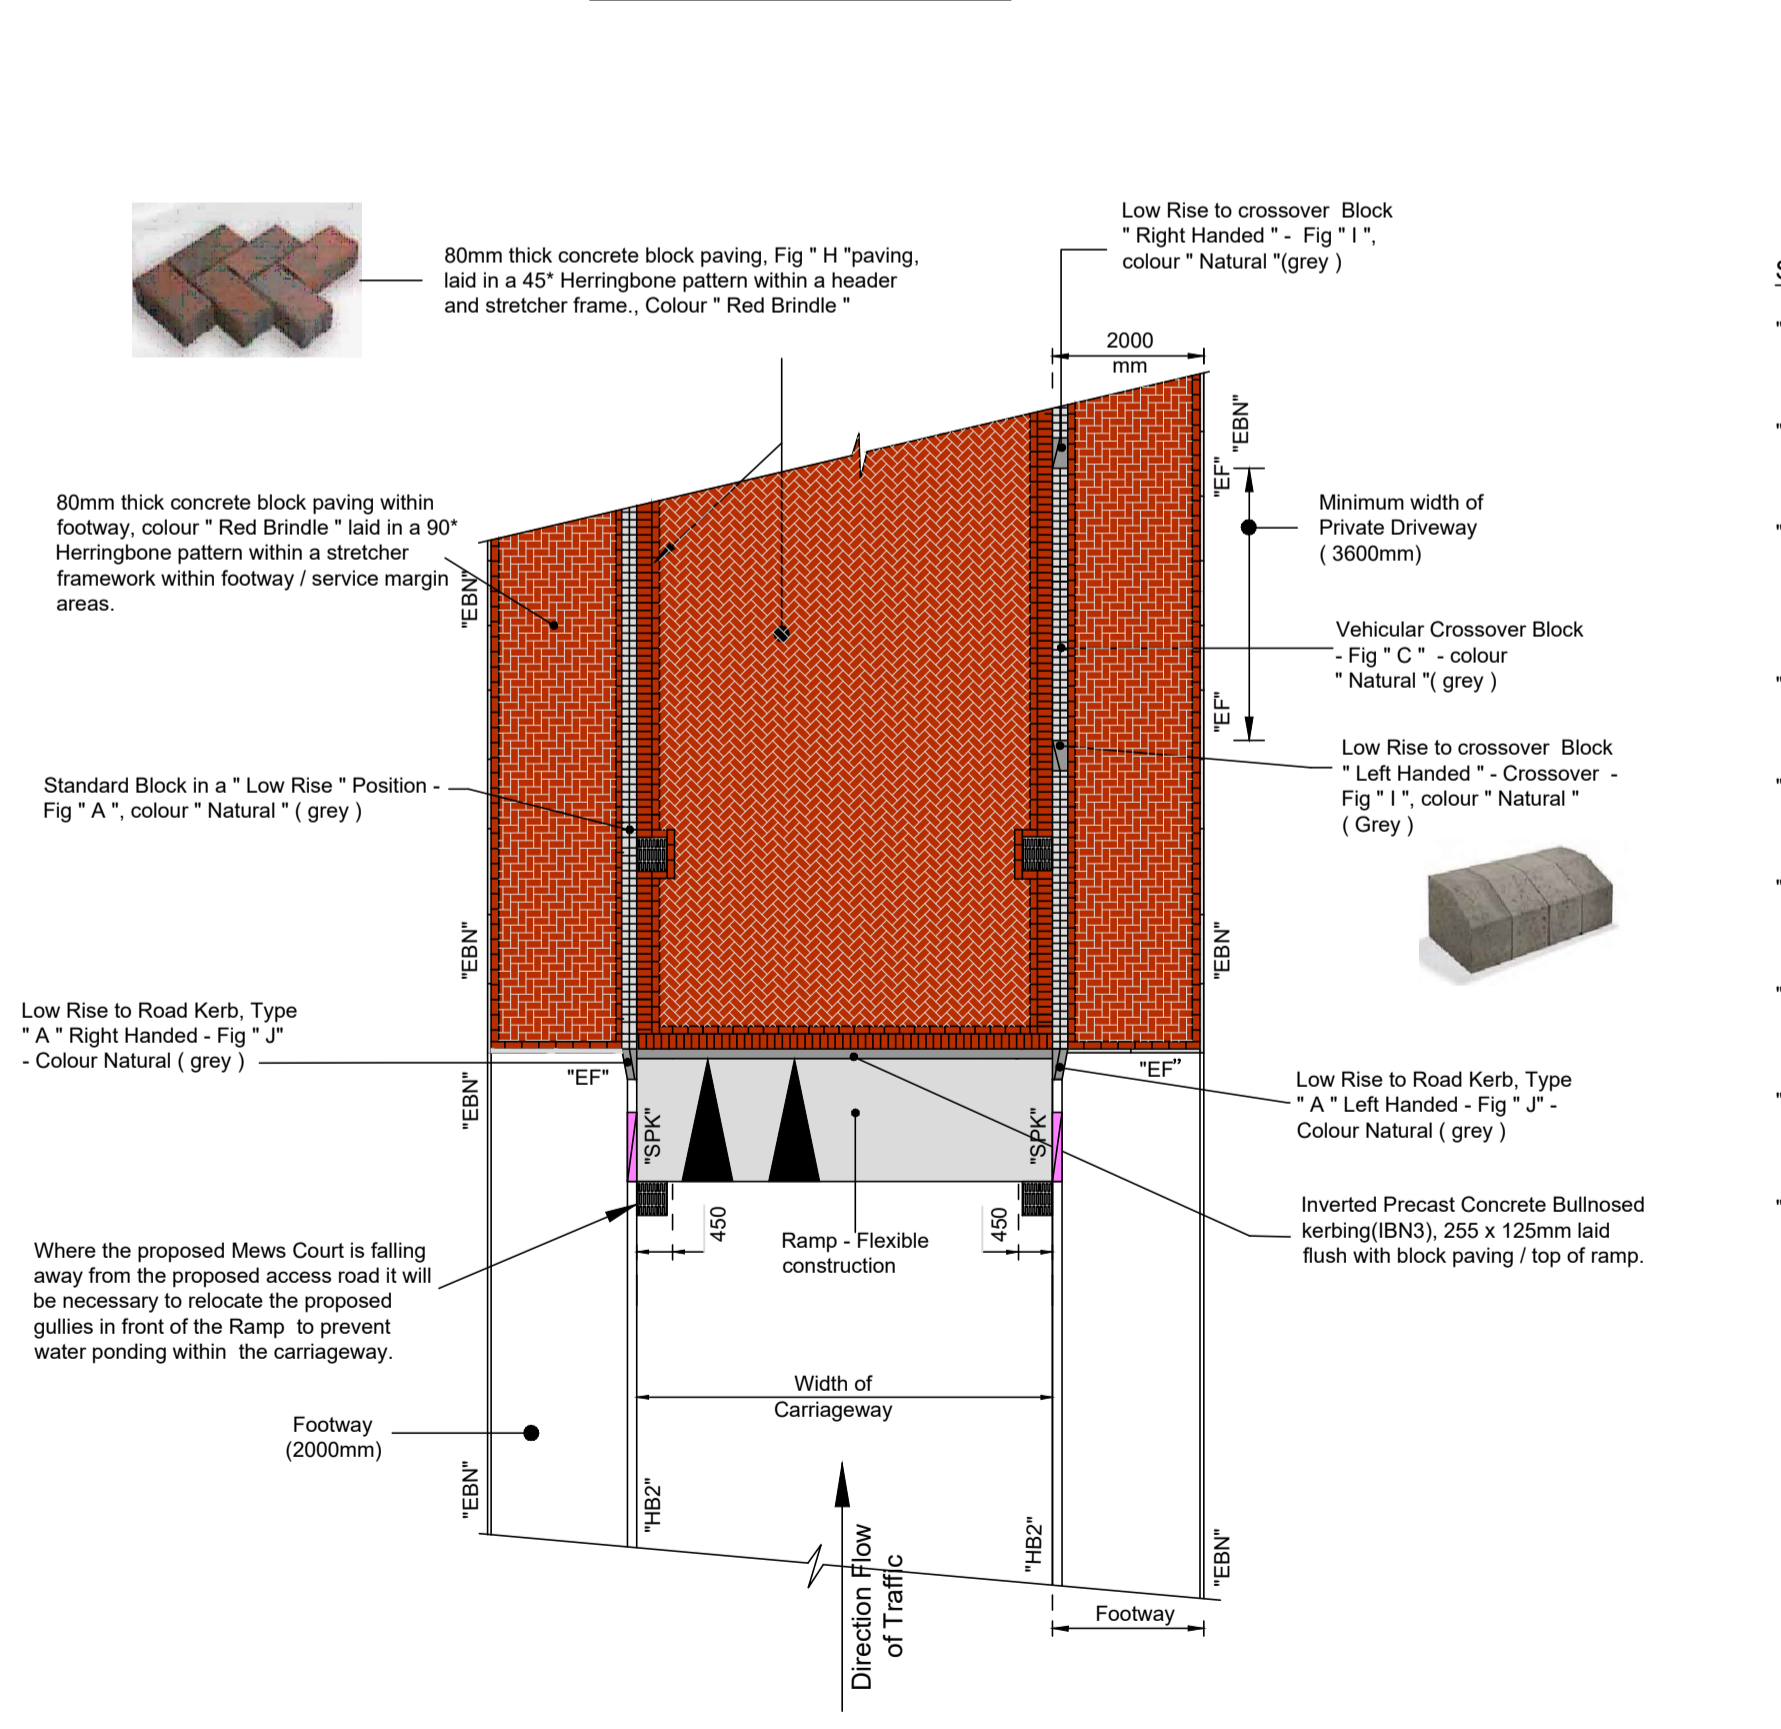 Low Rise to crossover Block
" Right Handed " - Fig " I ",
colour " Natural "(grey )
80mm thick concrete block paving, Fig " H "paving,
laid in a 45* Herringbone pattern within a header
and stretcher frame., Colour " Red Brindle "
2000
mm
"EBN"
"EF"
80mm thick concrete block paving within
footway, colour " Red Brindle " laid in a 90*
Herringbone pattern within a stretcher
framework within footway / service margin
areas.
"EBN"
Minimum width of
Private Driveway
( 3600mm)
Vehicular Crossover Block
- Fig " C " - colour
" Natural "( grey )
"EF"
Low Rise to crossover Block
" Left Handed " - Crossover -
Fig " I ", colour " Natural "
( Grey )
Standard Block in a " Low Rise " Position -
Fig " A ", colour " Natural " ( grey )
"EBN"
"EBN"
Low Rise to Road Kerb, Type
" A " Right Handed - Fig " J"
- Colour Natural ( grey )
"EF"
"EF”
"EBN"
"SPK"
"SPK"
Low Rise to Road Kerb, Type
" A " Left Handed - Fig " J" -
Colour Natural ( grey )
Inverted Precast Concrete Bullnosed
kerbing(IBN3), 255 x 125mm laid
flush with block paving / top of ramp.
450
450
Ramp - Flexible
construction
Where the proposed Mews Court is falling
away from the proposed access road it will
be necessary to relocate the proposed
gullies in front of the Ramp to prevent
water ponding within the carriageway.
Width of
Carriageway
Footway
(2000mm)
"EBN"
"HB2"
"HB2"
"EBN"
Direction Flow
of Traffic
Footway